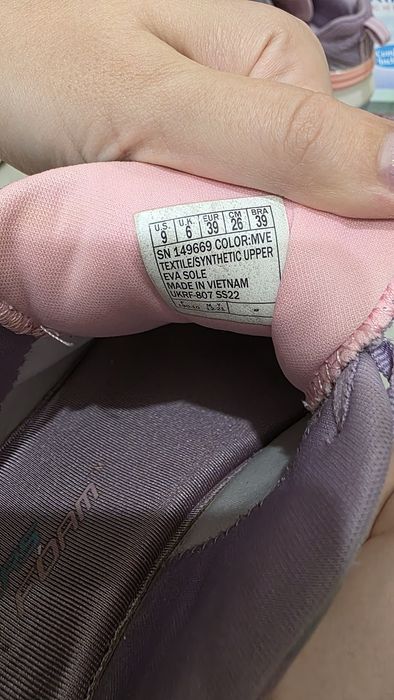 U.S. U.K. EUR CM BRA
9 6 39 26 39
SN 149669 COLOR:MVE
TEXTILE/SYNTHETIC UPPER
EVA SOLE
MADE IN VIETNAM
UKRF-807 SS22
FOAM